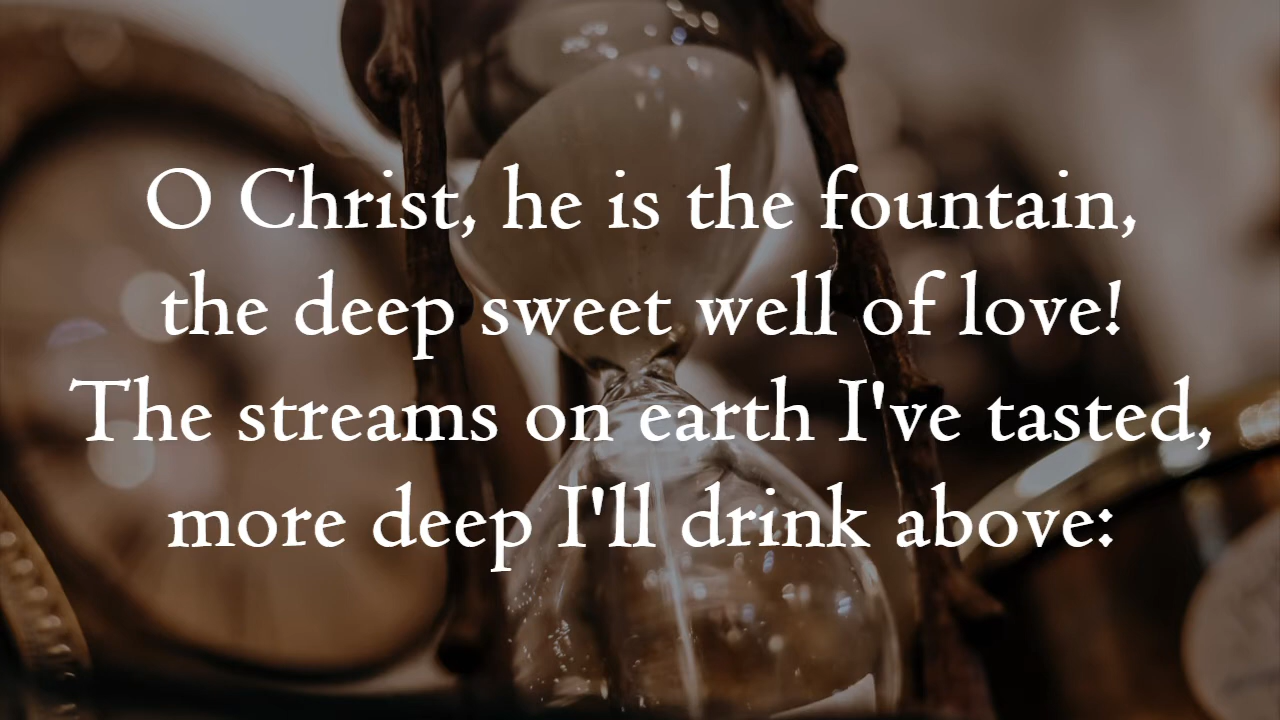 O Christ, he is the fountain,
the deep sweet well of love!
The streams on earth I've tasted,
more deep I'll drink above: